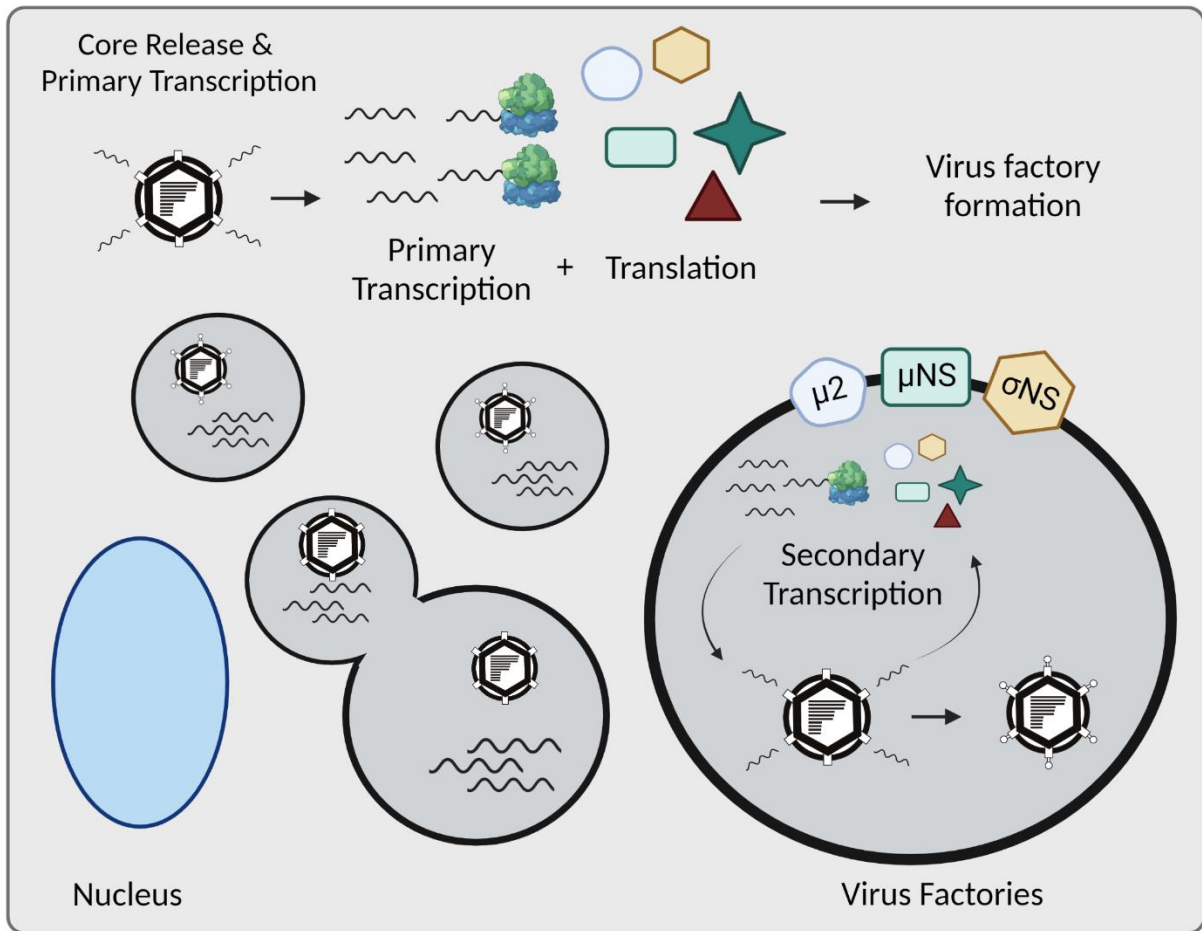 Core Release &
Primary Transcription
Primary
Transcription
+
Translation
Virus factory
formation
μ2
μNS
σNS
Secondary
Transcription
Nucleus
Virus Factories